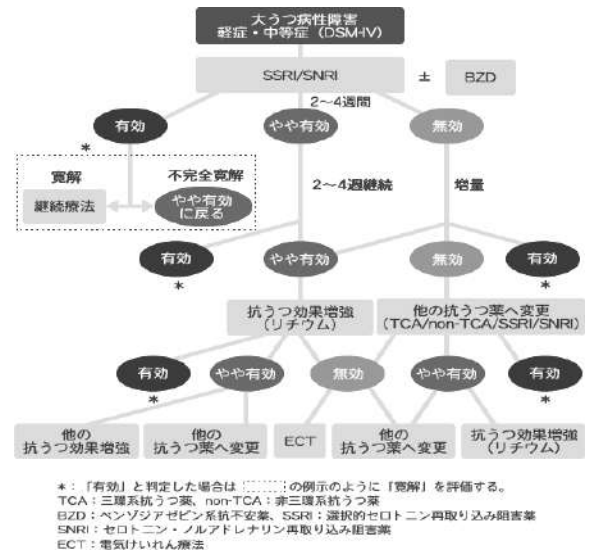 大うつ病性障害
軽症・中等症（DSM-IV）
SSRI/SNRI
±
BZD
2〜4週間
有効
やや有効
無効
*
寛解
不完全寛解
2〜4週継続
増量
継続療法
やや有効
に戻る
有効
やや有効
無効
有効
*
*
抗うつ効果増強
（リチウム）
他の抗うつ薬へ変更
（TCA/non-TCA/SSRI/SNRI）
有効
やや有効
無効
やや有効
有効
*
*
他の
抗うつ効果増強
他の
抗うつ薬へ変更
ECT
他の
抗うつ薬へ変更
抗うつ効果増強
（リチウム）
*：「有効」と判定した場合は の例示のように「寛解」を評価する。
TCA：三環系抗うつ薬、non-TCA：非三環系抗うつ薬
BZD：ベンゾジアゼピン系抗不安薬、SSRI：選択的セロトニン再取り込み阻害薬
SNRI：セロトニン・ノルアドレナリン再取り込み阻害薬
ECT：電気けいれん療法